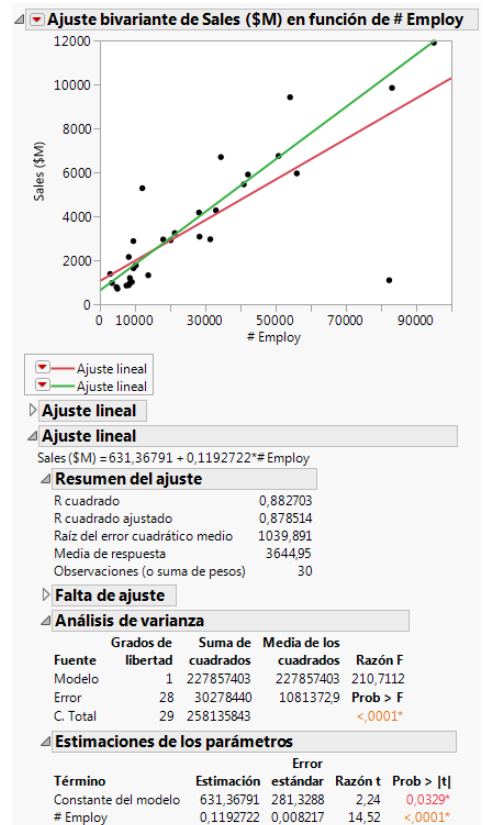 Ajuste bivariante de Sales ($M) en función de # Employ
12000
10000
8000
6000
4000
2000
0
Sales ($M)
0 10000 30000 50000 70000 90000
# Employ
Ajuste lineal
Ajuste lineal
Ajuste lineal
Ajuste lineal
Sales ($M) = 631,36791 + 0,1192722*# Employ
Resumen del ajuste
R cuadrado 0,882703
R cuadrado ajustado 0,878514
Raíz del error cuadrático medio 1039,891
Media de respuesta 3644,95
Observaciones (o suma de pesos) 30
Falta de ajuste
Análisis de varianza
Grados de Suma de Media de los
Fuente libertad cuadrados cuadrados Razón F
Modelo 1 227857403 227857403 210,7112
Error 28 30278440 1081372,9 Prob > F
C. Total 29 258135843 <,0001*
Estimaciones de los parámetros
Error
Término Estimación estándar Razón t Prob > |t|
Constante del modelo 631,36791 281,3288 2,24 0,0329*
# Employ 0,1192722 0,008217 14,52 <,0001*